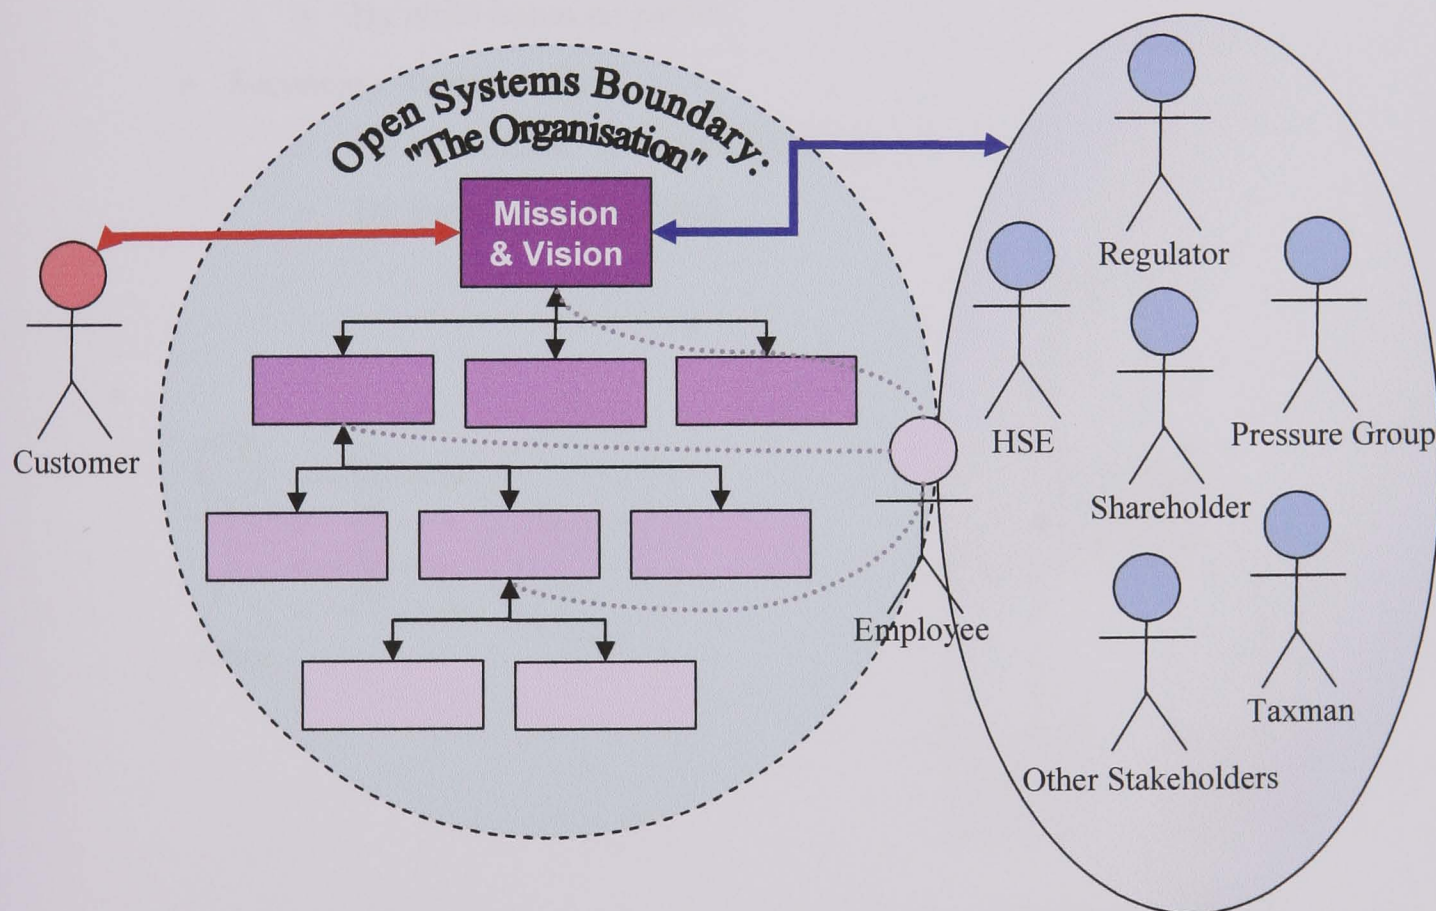 Open Systems Boundary:
"The Organisation"
Mission
& Vision
Customer
Regulator
HSE
Pressure Group
Shareholder
Employee
Taxman
Other Stakeholders